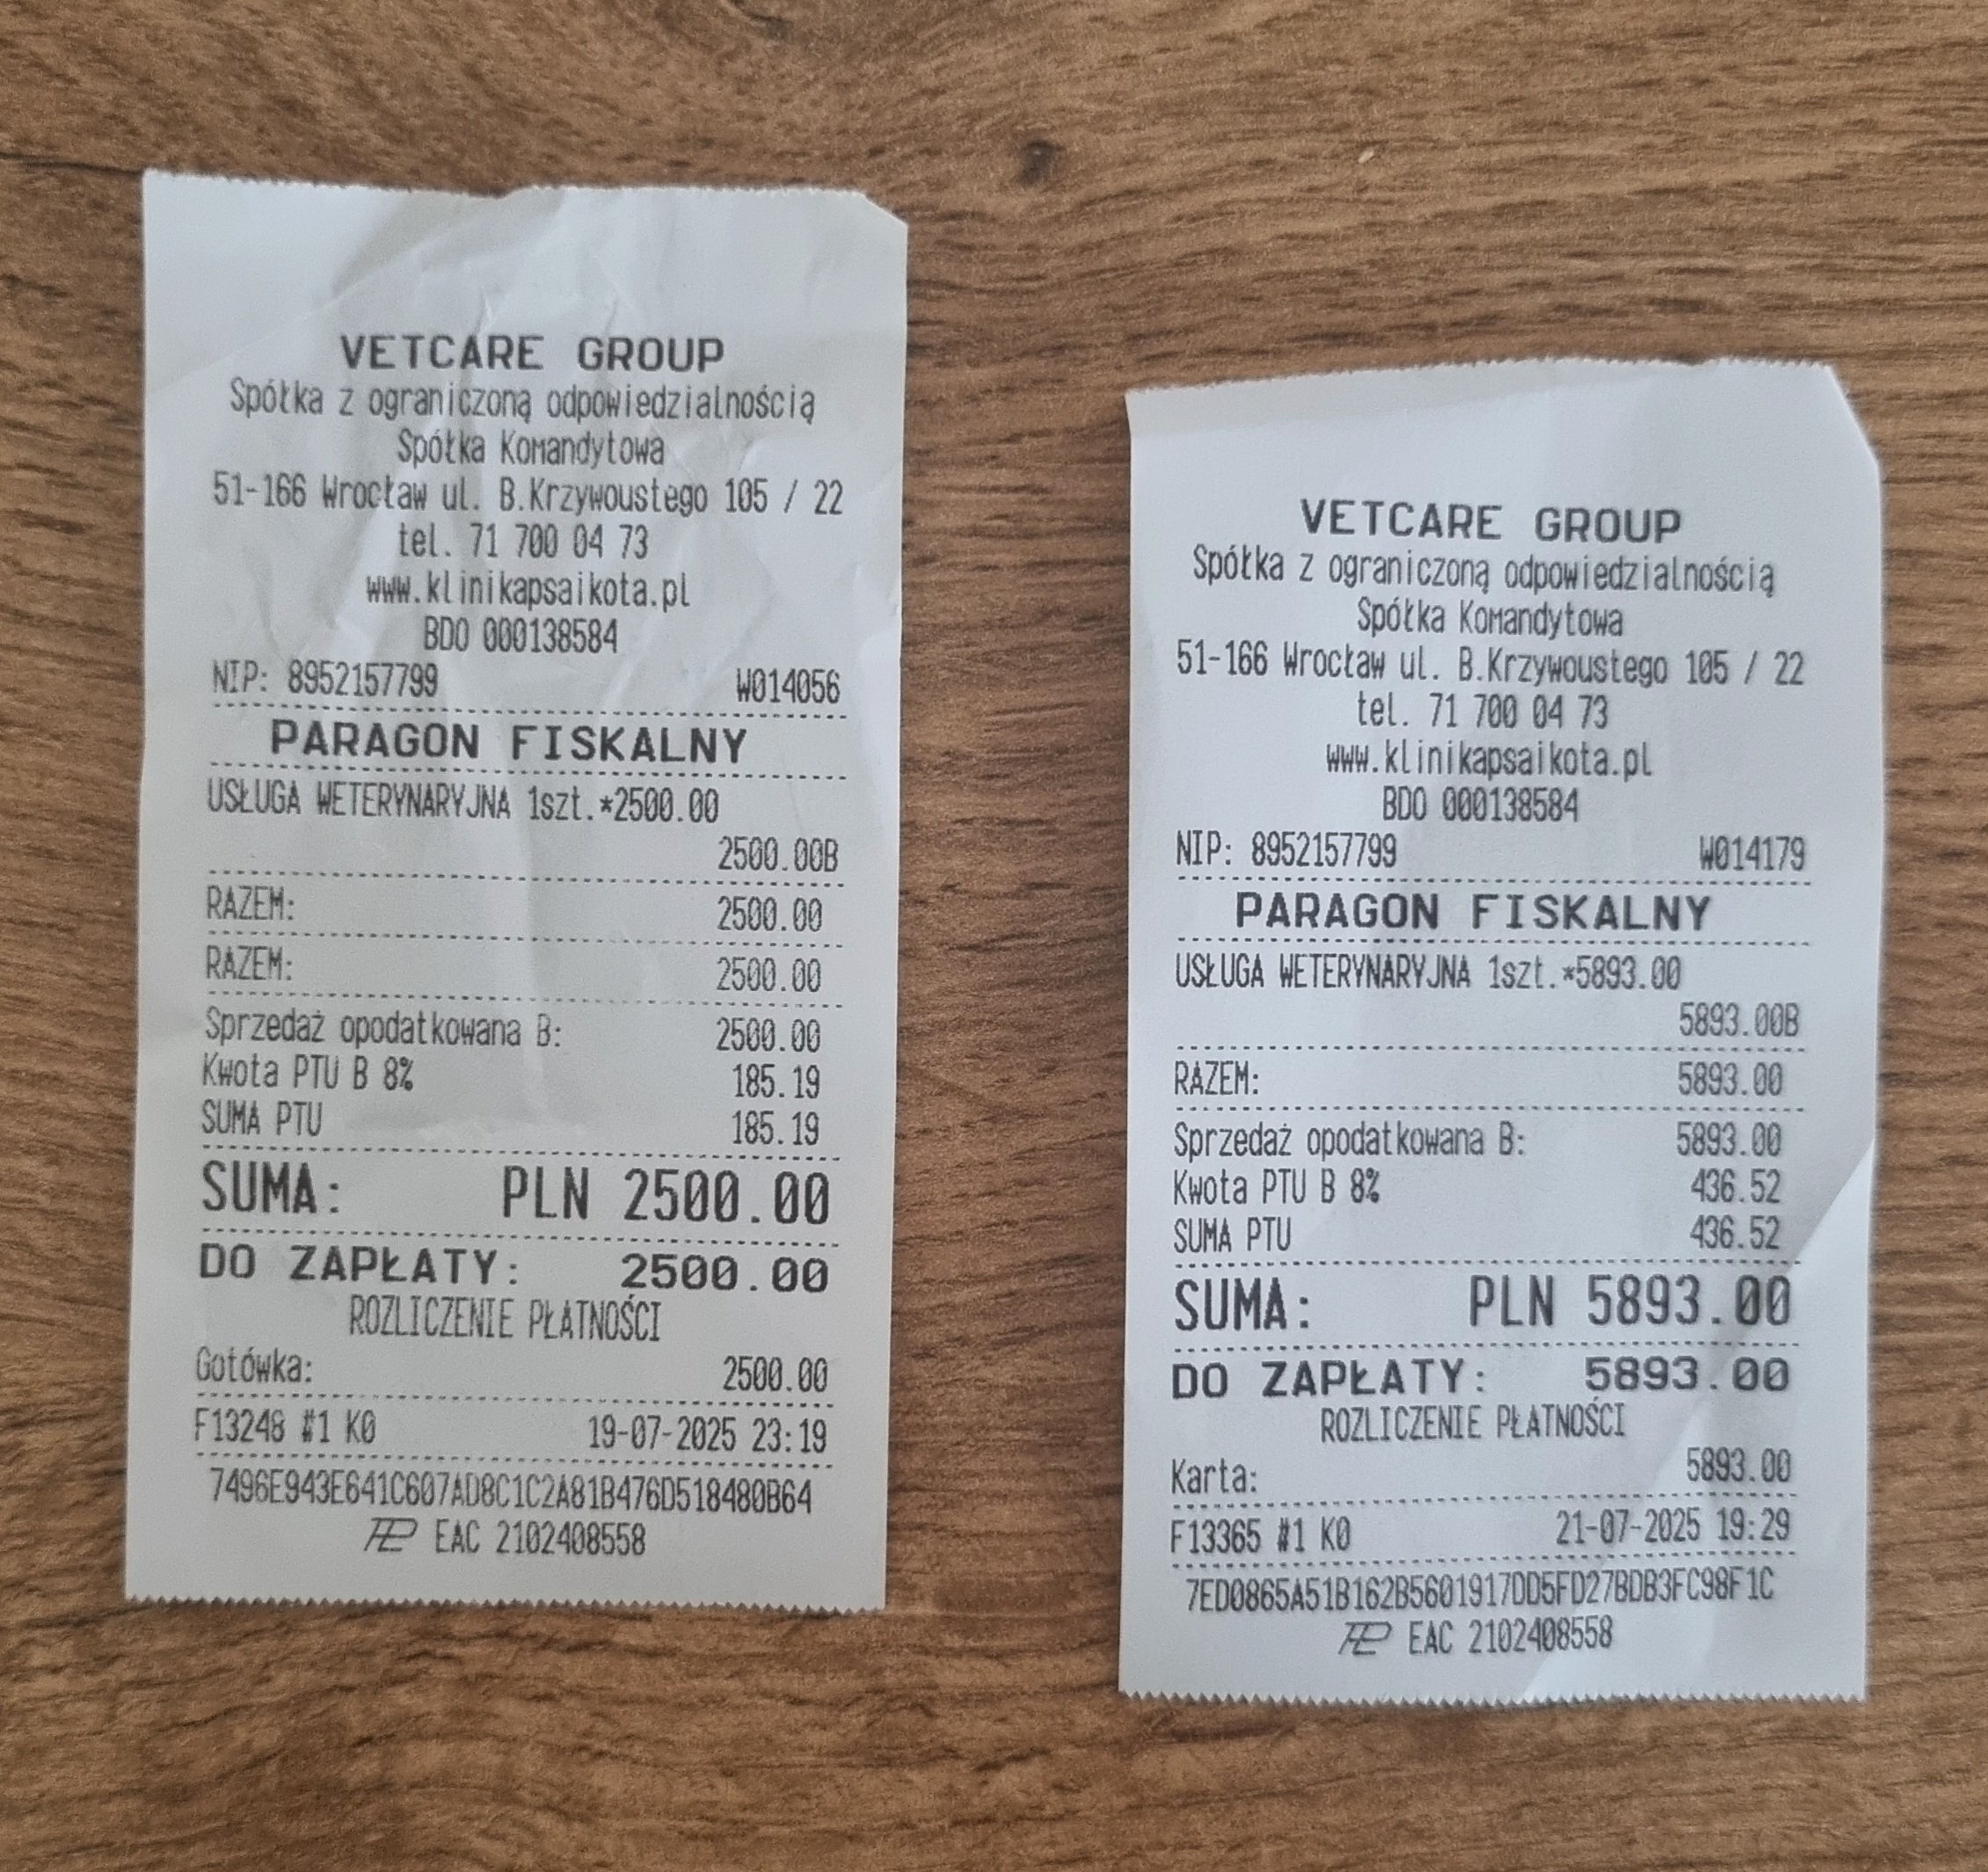 VETCARE GROUP
Spółka z ograniczoną odpowiedzialnością
Spółka Komandytowa
51-166 Wrocław ul. B.Krzywoustego 105 / 22
tel. 71 700 04 73
www.klinikapsaikota.pl
BDO 000138584
NIP: 8952157799 W014056
PARAGON FISKALNY
USŁUGA WETERYNARYJNA 1szt.*2500.00
2500.00B
RAZEM: 2500.00
RAZEM: 2500.00
Sprzedaż opodatkowana B: 2500.00
Kwota PTU B 8% 185.19
SUMA PTU 185.19
SUMA: PLN 2500.00
DO ZAPŁATY: 2500.00
ROZLICZENIE PŁATNOŚCI
Gotówka: 2500.00
F13248 #1 K0 19-07-2025 23:19
7496E943E641C607AD8C1C2A81B476D518480B64
EAC 2102408558
VETCARE GROUP
Spółka z ograniczoną odpowiedzialnością
Spółka Komandytowa
51-166 Wrocław ul. B.Krzywoustego 105 / 22
tel. 71 700 04 73
www.klinikapsaikota.pl
BDO 000138584
NIP: 8952157799 W014179
PARAGON FISKALNY
USŁUGA WETERYNARYJNA 1szt.*5893.00
5893.00B
RAZEM: 5893.00
Sprzedaż opodatkowana B: 5893.00
Kwota PTU B 8% 436.52
SUMA PTU 436.52
SUMA: PLN 5893.00
DO ZAPŁATY: 5893.00
ROZLICZENIE PŁATNOŚCI
Karta: 5893.00
F13365 #1 K0 21-07-2025 19:29
7ED0865A51B162B5601917DD5FD27BDB3FC98F1C
EAC 2102408558